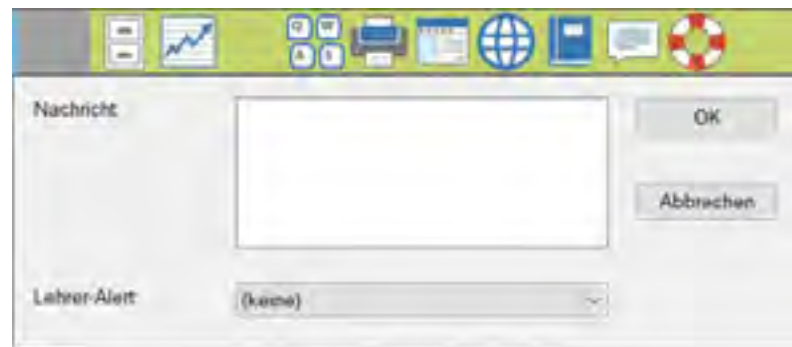 Q W
A S
Nachricht
OK
Abbrechen
Lehrer-Alert
(keine)